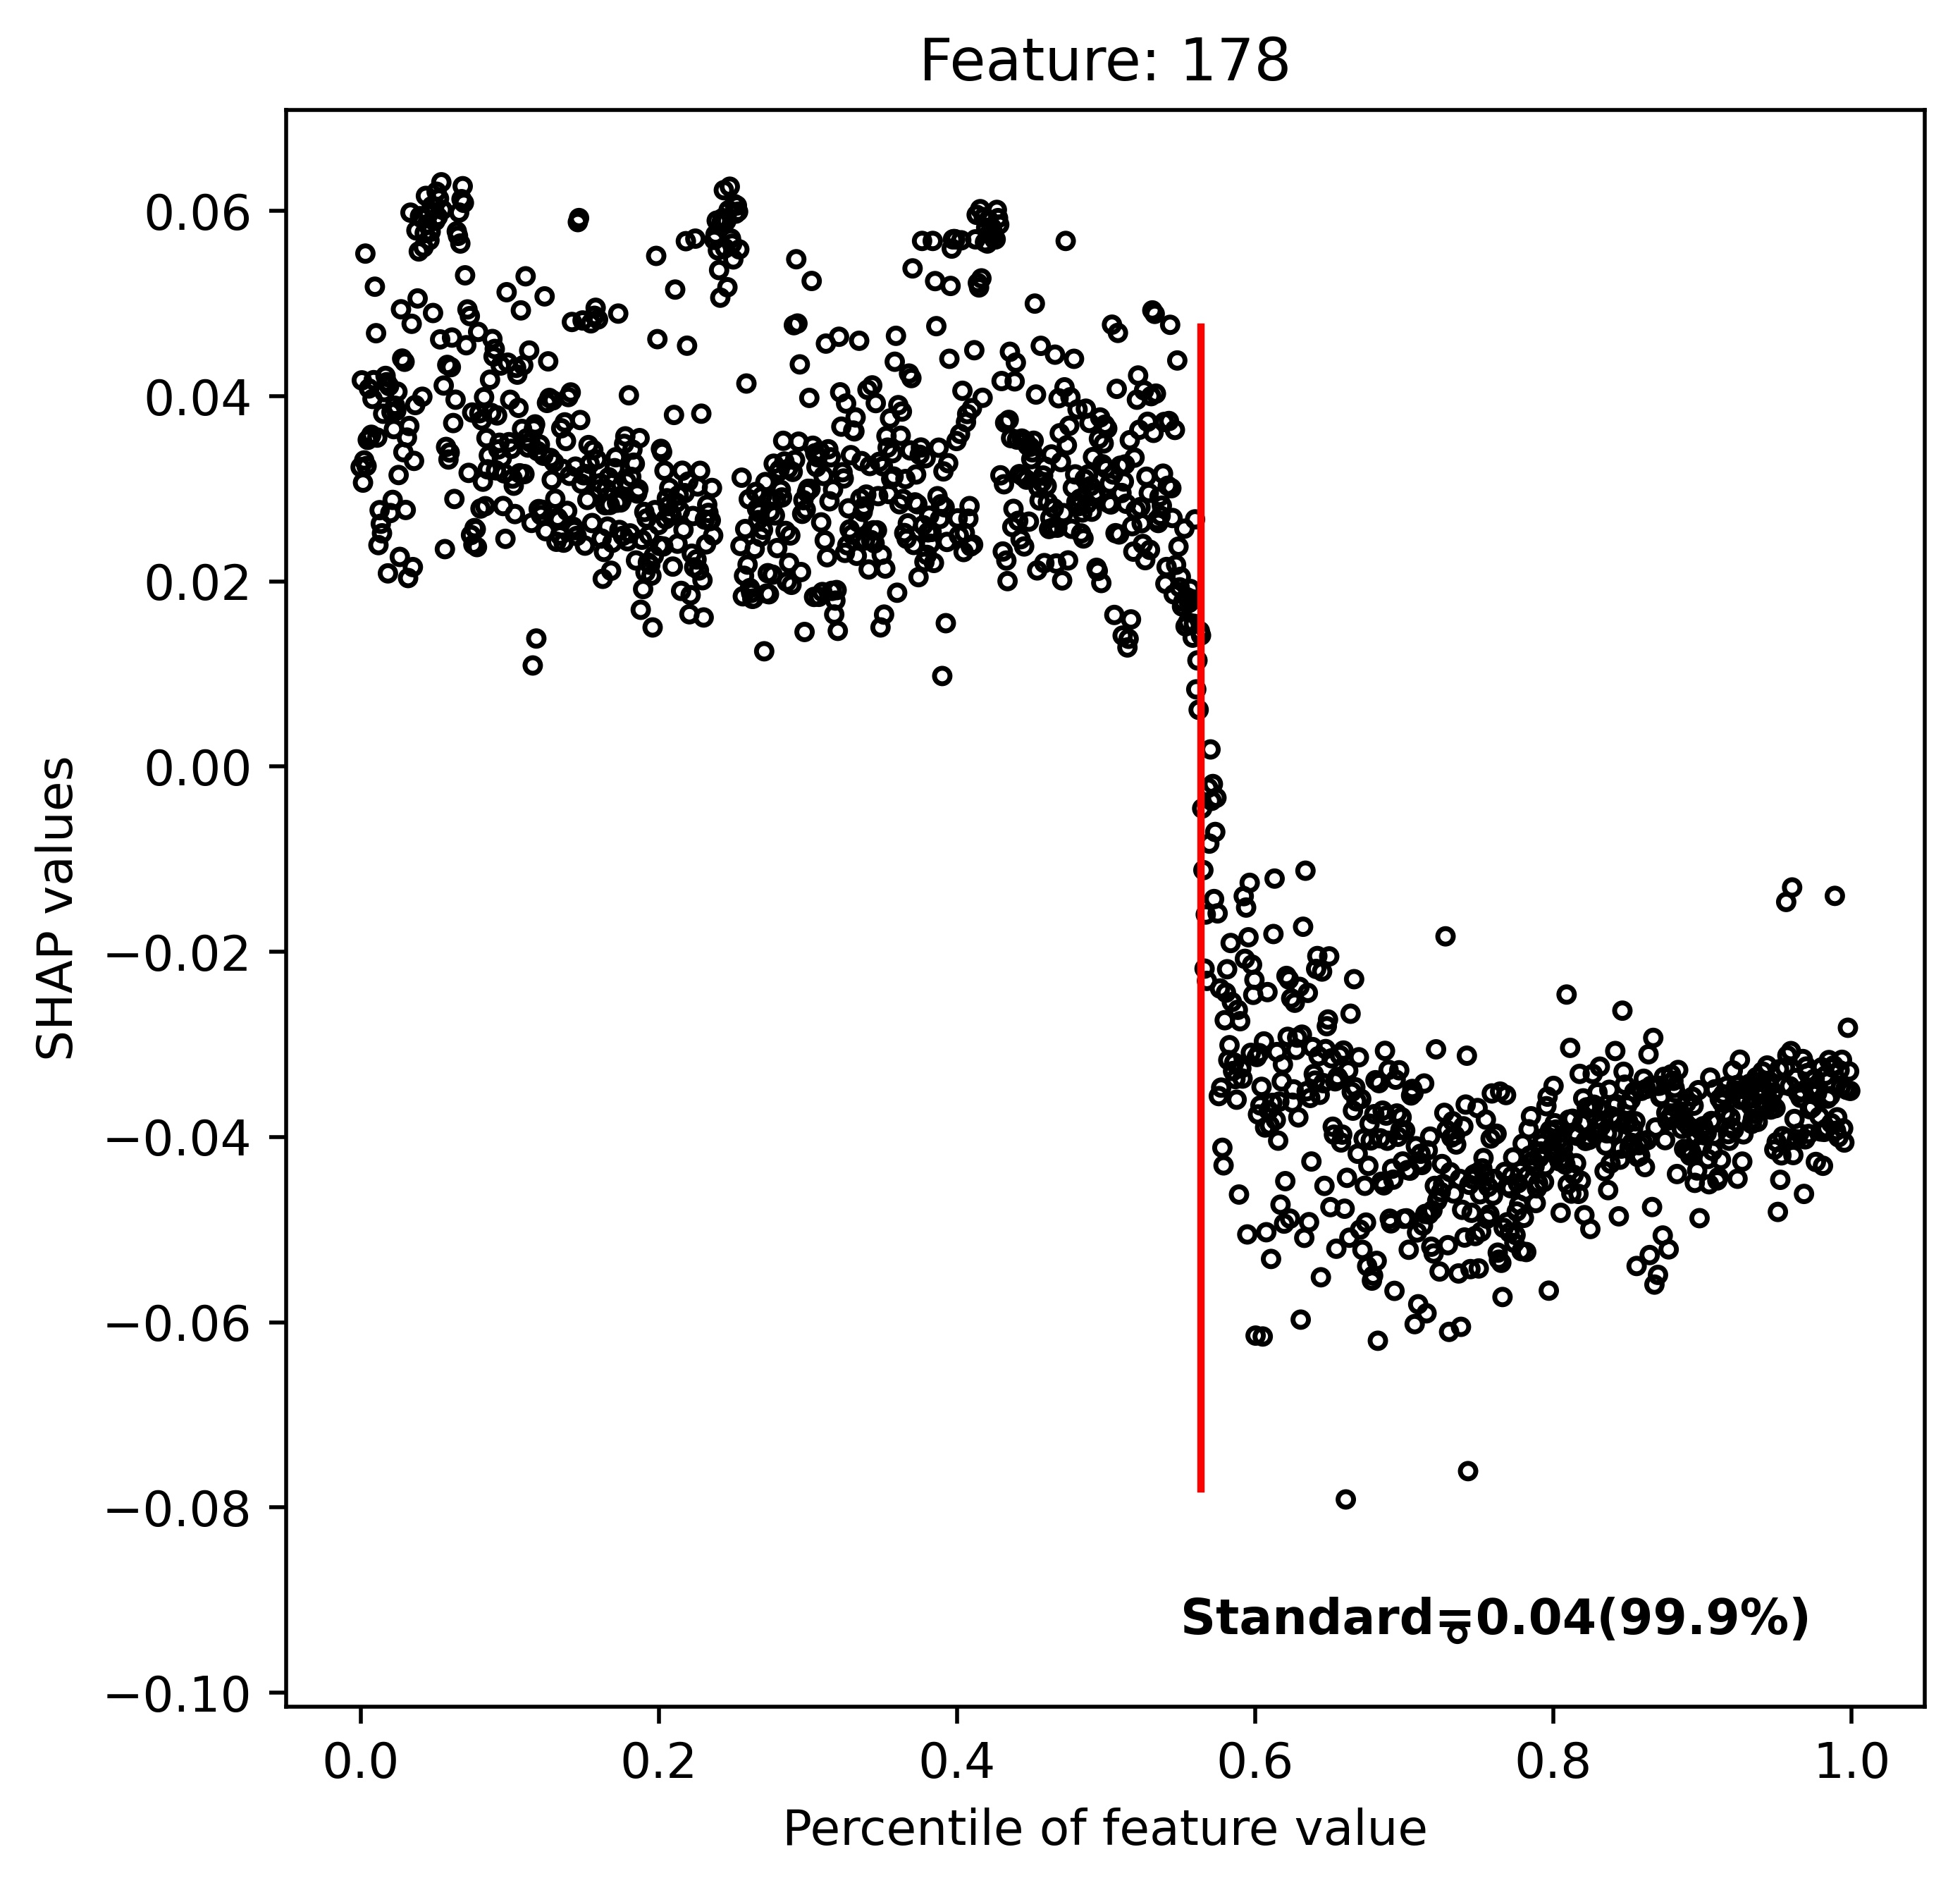 Feature: 178
SHAP values
0.06
0.04
0.02
0.00
−0.02
−0.04
−0.06
−0.08
−0.10
Standard=0.04(99.9%)
0.0 0.2 0.4 0.6 0.8 1.0
Percentile of feature value